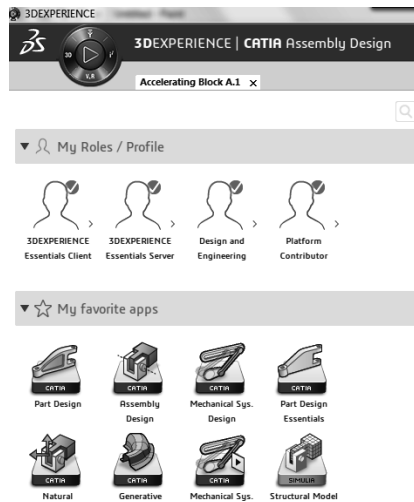 3DEXPERIENCE
3DEXPERIENCE | CATIA Assembly Design
3D
V.R
Accelerating Block A.1 x
My Roles / Profile
3DEXPERIENCE Essentials Client
3DEXPERIENCE Essentials Server
Design and Engineering
Platform Contributor
My favorite apps
CATIA CATIA CATIA CATIA
Part Design
Assembly Design
Mechanical Sys. Design
Part Design Essentials
CATIA CATIA CATIA SIMULIA
Natural Generative Mechanical Sys. Structural Model